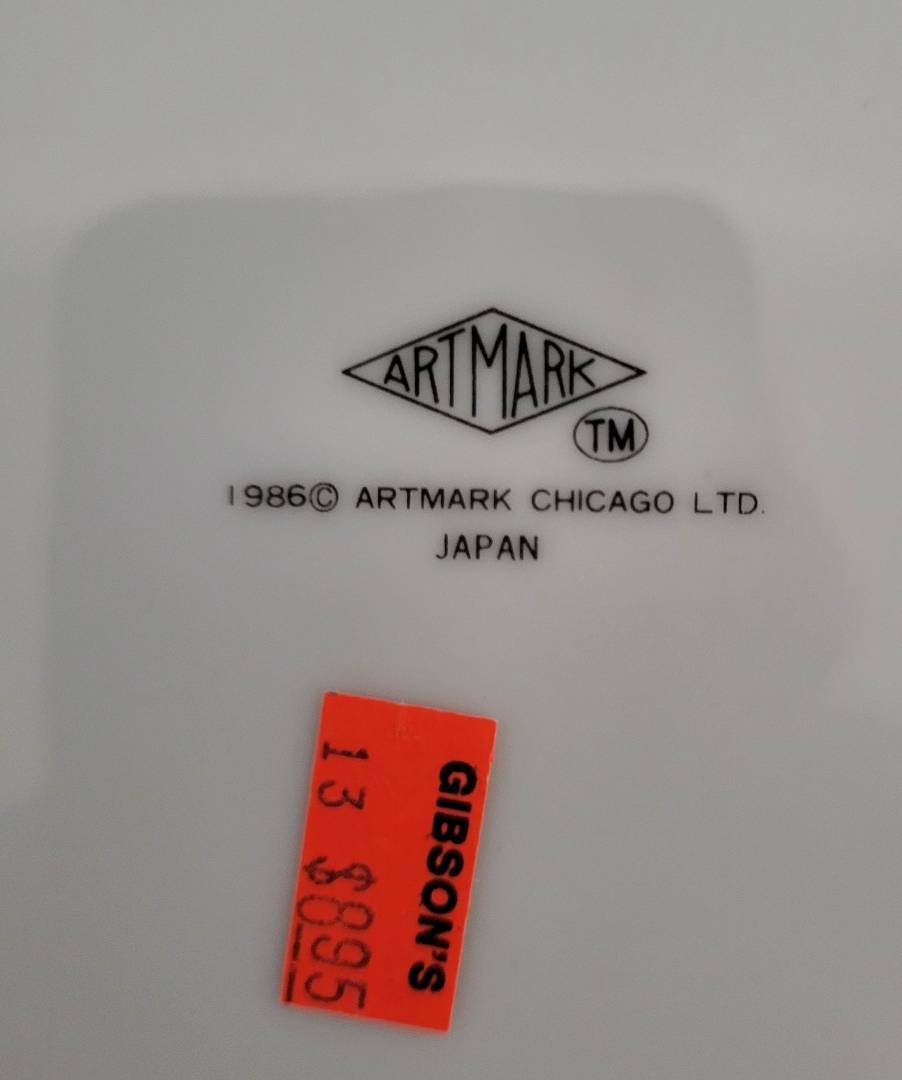 ARTMARK
TM
1986© ARTMARK CHICAGO LTD.
JAPAN
GIBSON'S
13 $895